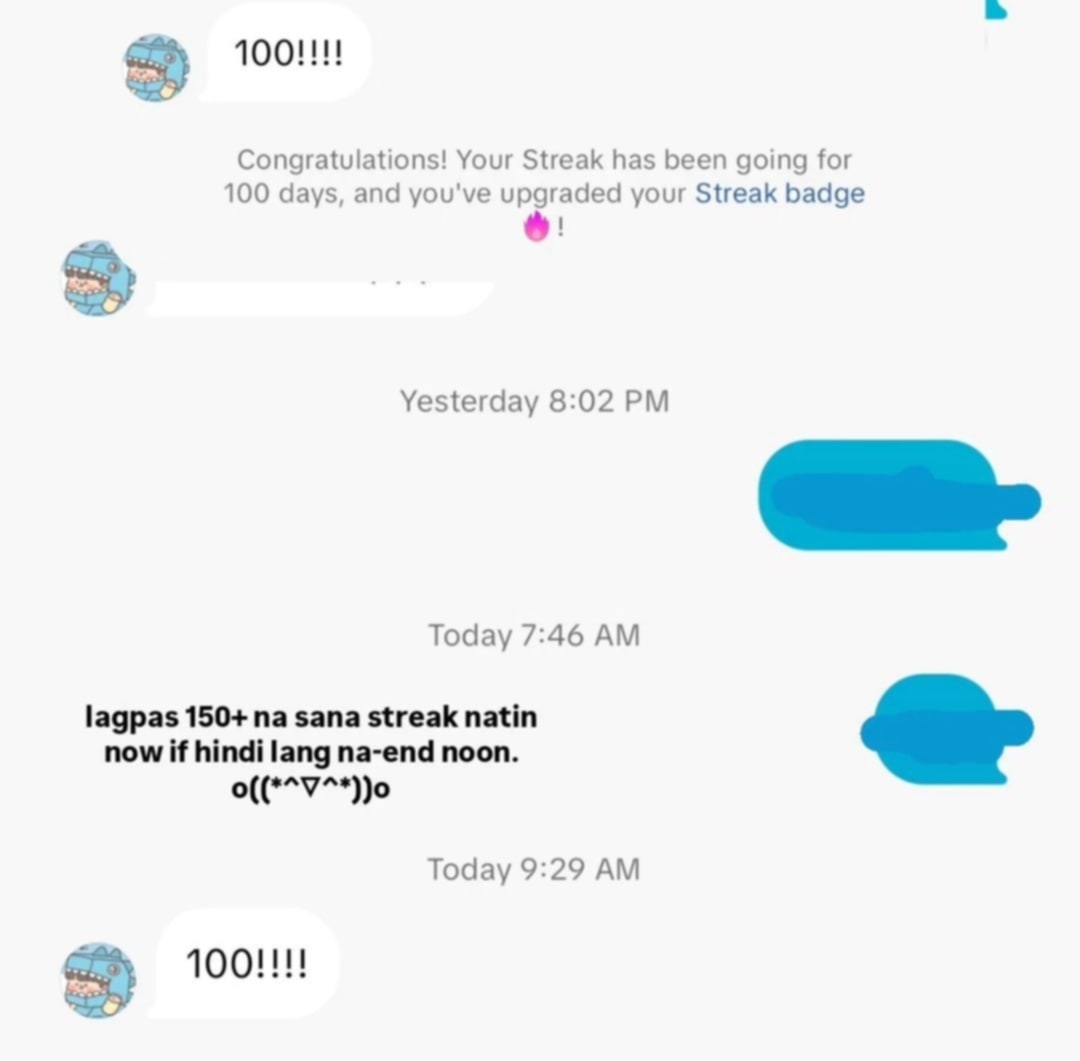 100!!!!
Congratulations! Your Streak has been going for
100 days, and you've upgraded your Streak badge
!
Yesterday 8:02 PM
Today 7:46 AM
lagpas 150+ na sana streak natin
now if hindi lang na-end noon.
o((*^▽^*))o
Today 9:29 AM
100!!!!